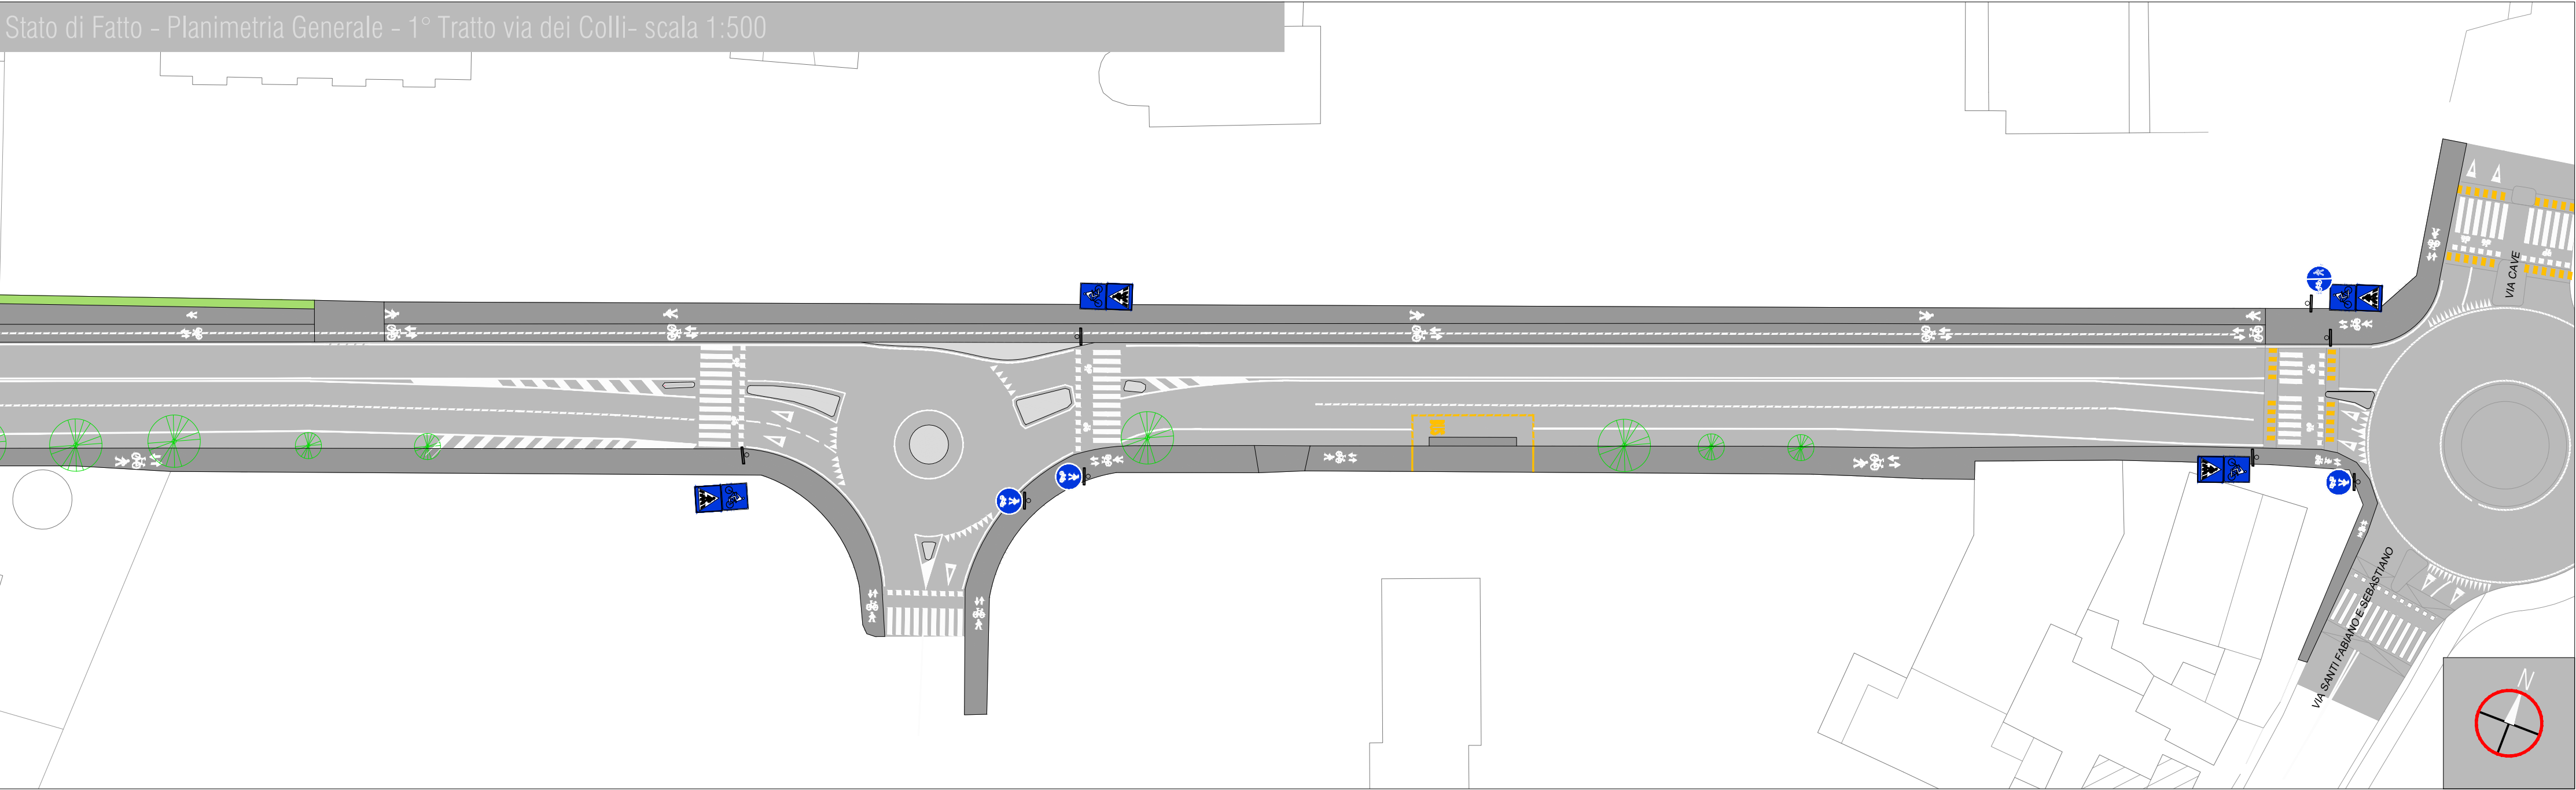 Stato di Fatto - Planimetria Generale - 1° Tratto via dei Colli- scala 1:500
VIA CAVE
VIA SANTI FABIANO E SEBASTIANO
N